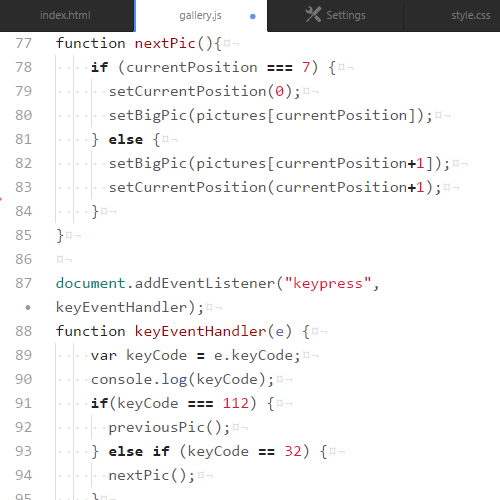 index.html gallery.js Settings style.css
77 function nextPic(){
78 if (currentPosition === 7) {
79 setCurrentPosition(0);
80 setBigPic(pictures[currentPosition]);
81 } else {
82 setBigPic(pictures[currentPosition+1]);
83 setCurrentPosition(currentPosition+1);
84 }
85 }
86
87 document.addEventListener("keypress",
• keyEventHandler);
88 function keyEventHandler(e) {
89 var keyCode = e.keyCode;
90 console.log(keyCode);
91 if(keyCode === 112) {
92 previousPic();
93 } else if (keyCode == 32) {
94 nextPic();
95 }